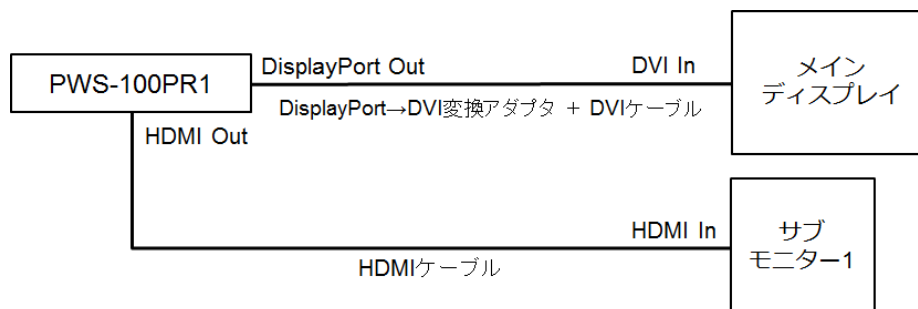 PWS-100PR1
DisplayPort Out
DVI In
メイン
ディスプレイ
DisplayPort→DVI変換アダプタ + DVIケーブル
HDMI Out
HDMI In
サブ
モニター1
HDMIケーブル